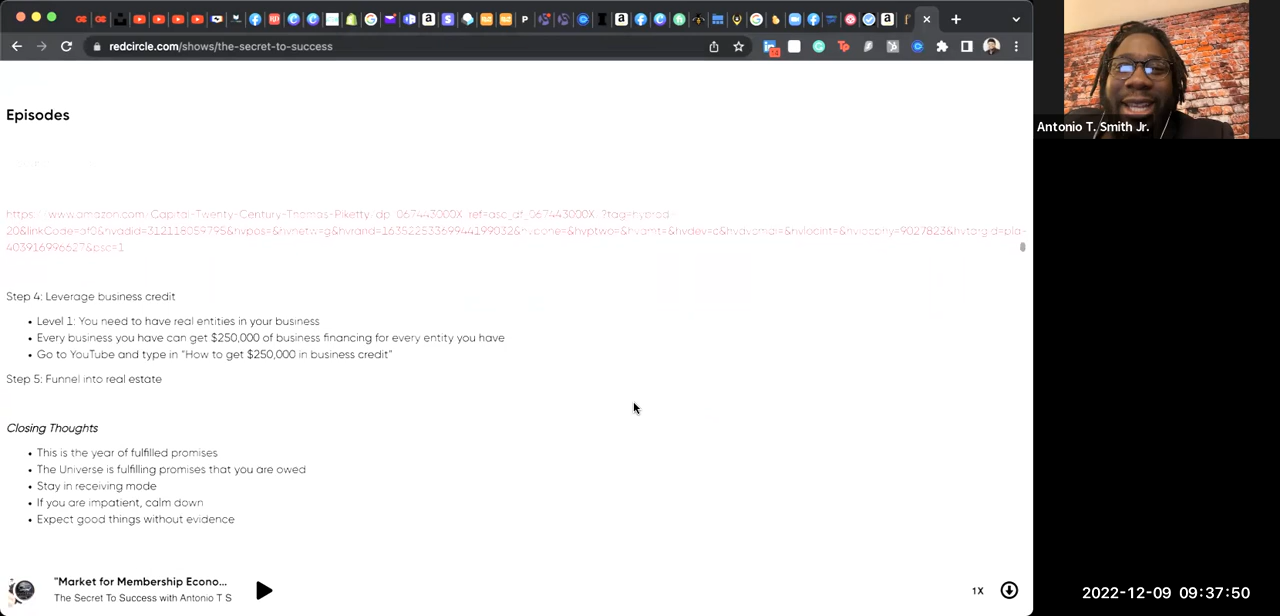 redcircle.com/shows/the-secret-to-success
Antonio T. Smith Jr.
Episodes
Step 4: Leverage business credit
• Level 1: You need to have real entities in your business
• Every business you have can get $250,000 of business financing for every entity you have
• Go to YouTube and type in "How to get $250,000 in business credit"
Step 5: Funnel into real estate
Closing Thoughts
• This is the year of fulfilled promises
• The Universe is fulfilling promises that you are owed
• Stay in receiving mode
• If you are impatient, calm down
• Expect good things without evidence
"Market for Membership Econo...
The Secret To Success with Antonio T S
1X
2022-12-09 09:37:50